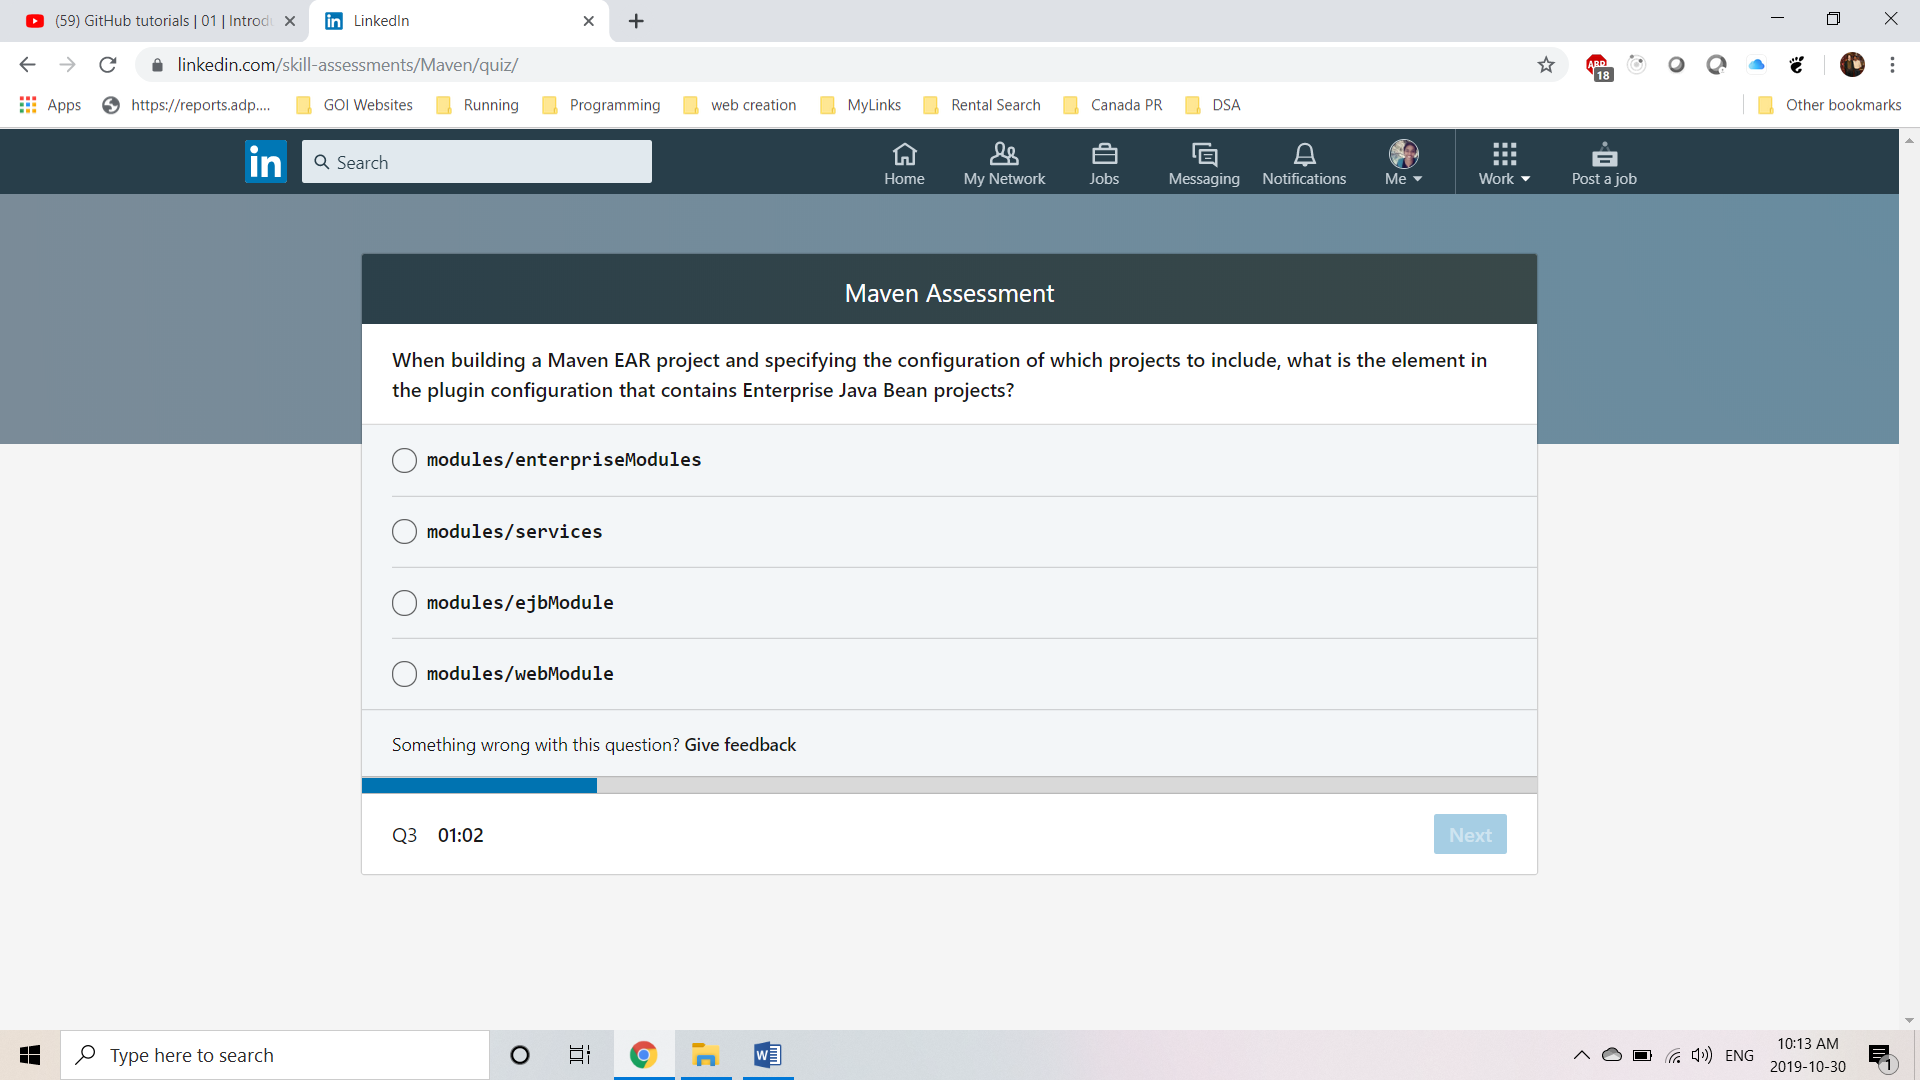 (59) GitHub tutorials | 01 | Introdu
LinkedIn
linkedin.com/skill-assessments/Maven/quiz/
ABP
18
Apps
https://reports.adp....
GOI Websites
Running
Programming
web creation
MyLinks
Rental Search
Canada PR
DSA
Other bookmarks
in
Search
Home
My Network
Jobs
Messaging
Notifications
Me
Work
Post a job
Maven Assessment
When building a Maven EAR project and specifying the configuration of which projects to include, what is the element in
the plugin configuration that contains Enterprise Java Bean projects?
modules/enterpriseModules
modules/services
modules/ejbModule
modules/webModule
Something wrong with this question? Give feedback
Q3 01:02
Next
Type here to search
ENG
10:13 AM
2019-10-30
1